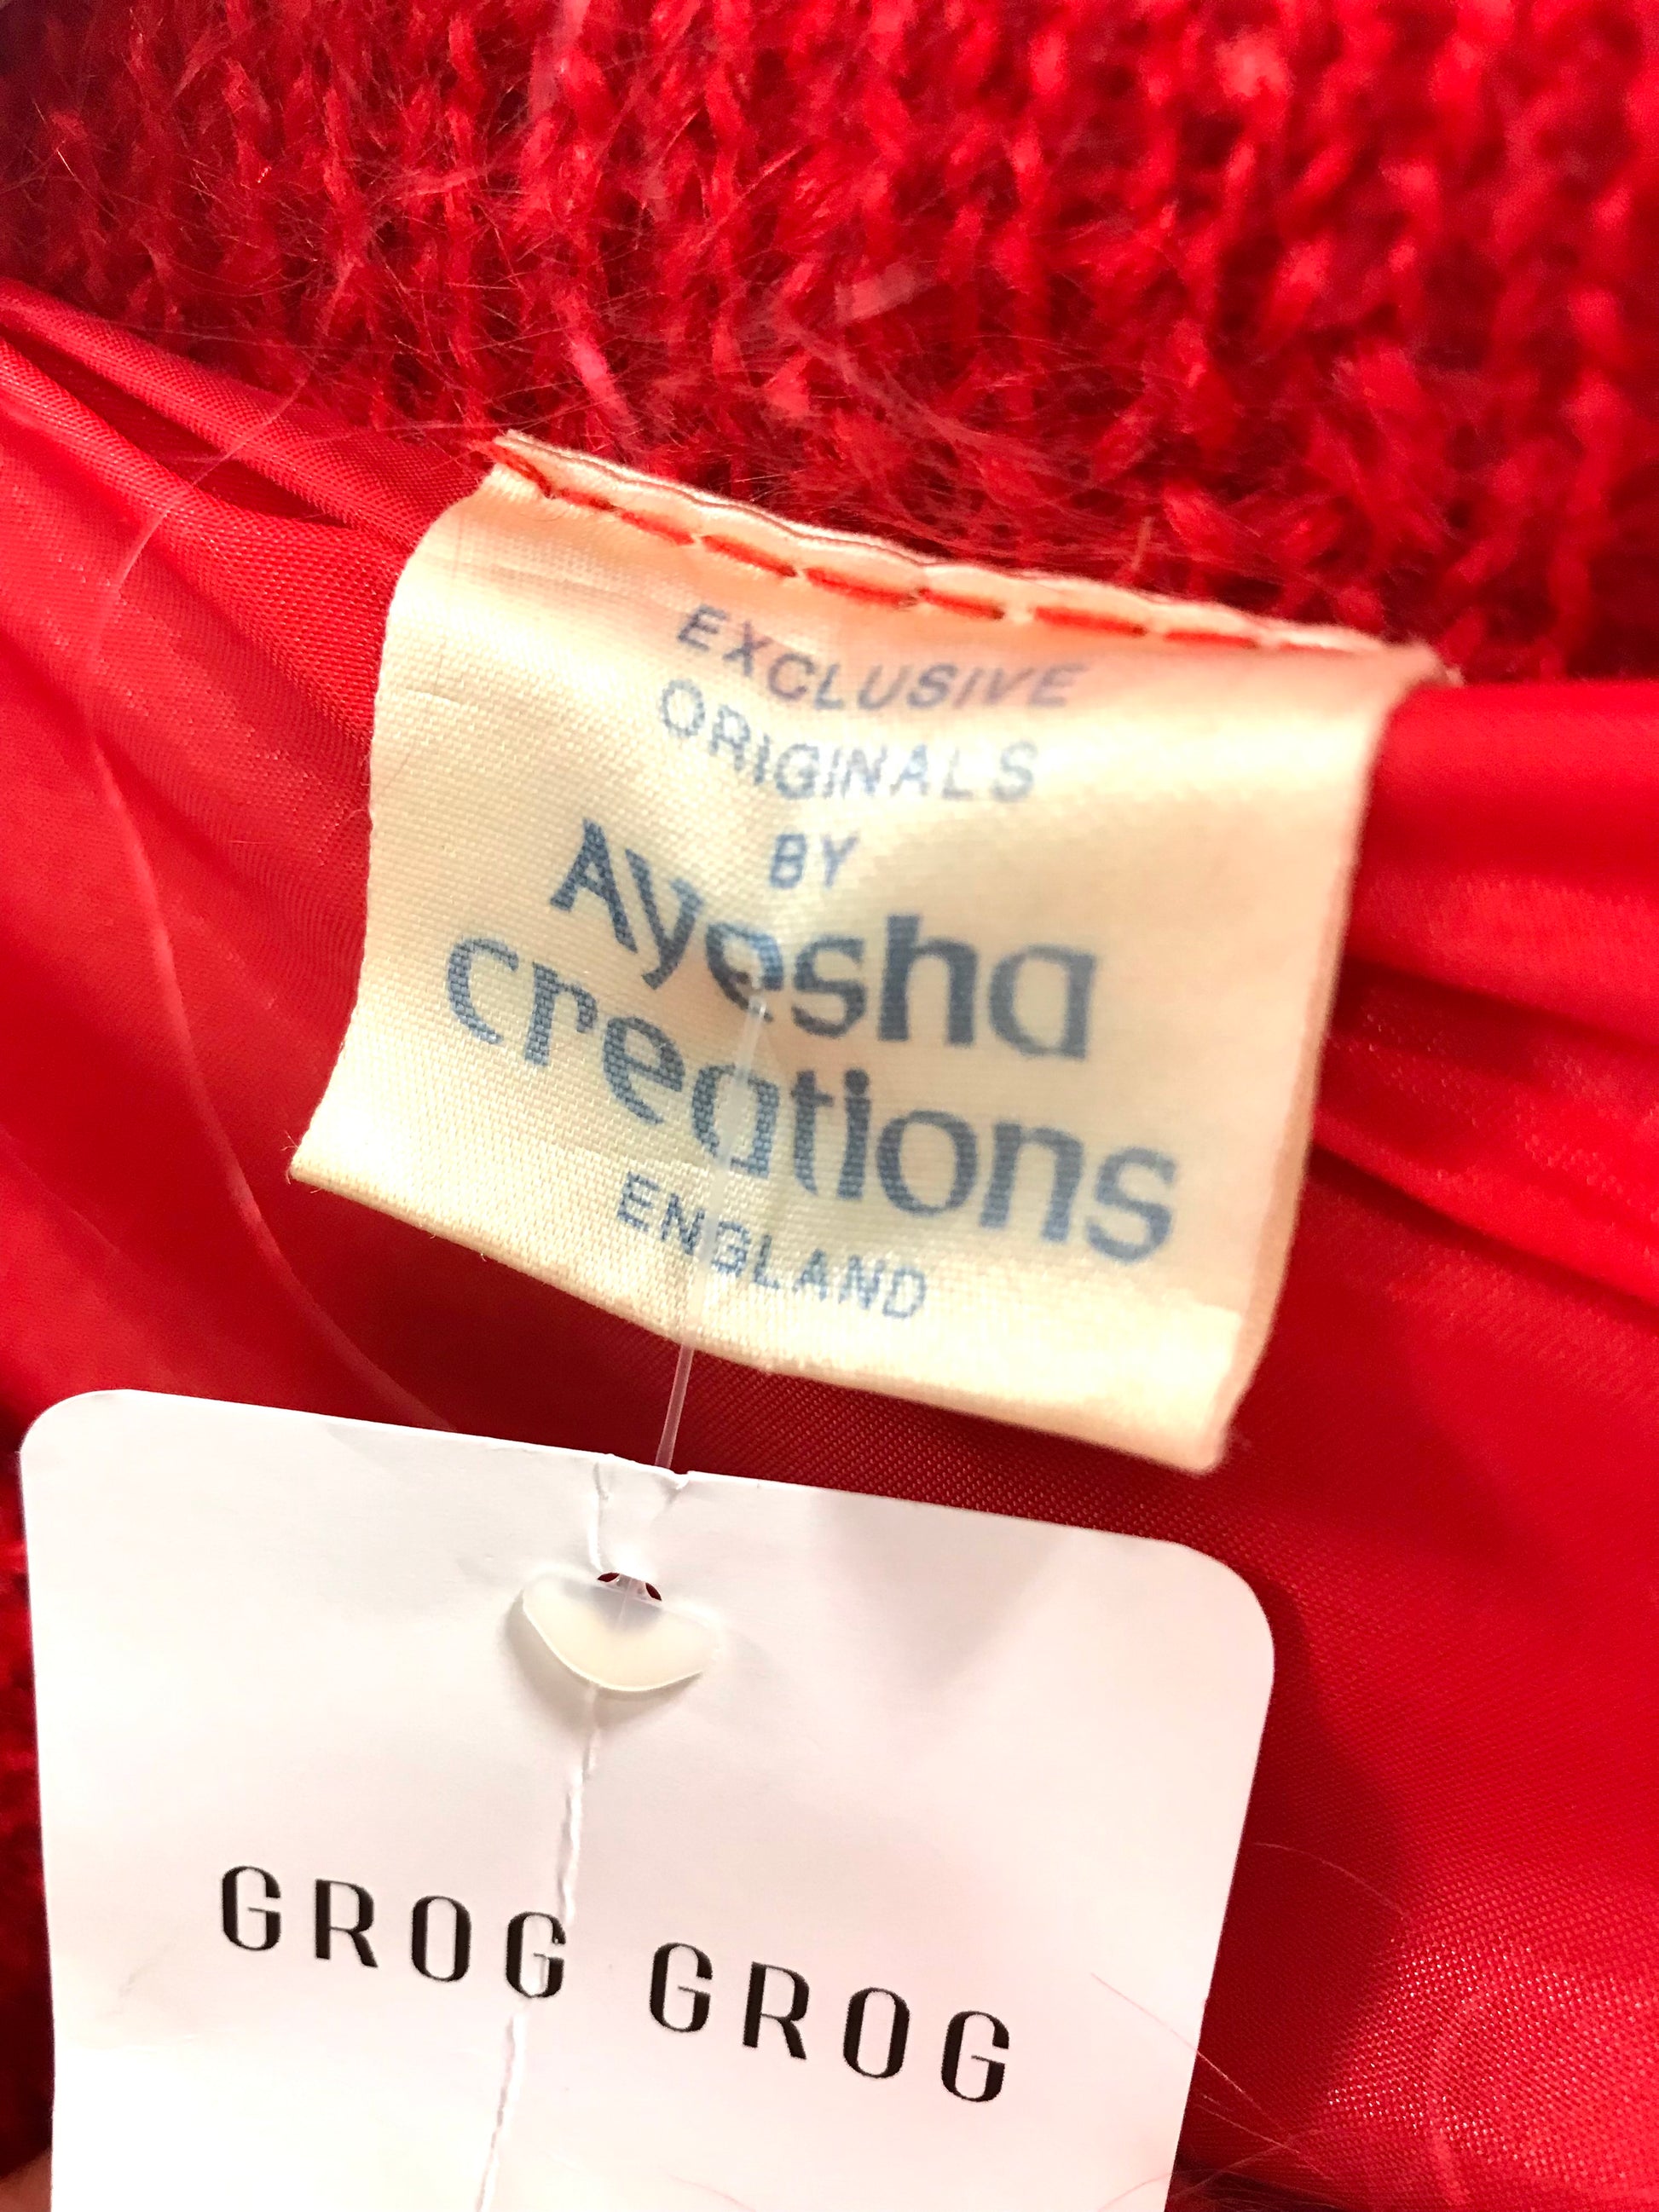 EXCLUSIVE
ORIGINALS
BY
Ayesha
creations
ENGLAND
GROG GROG